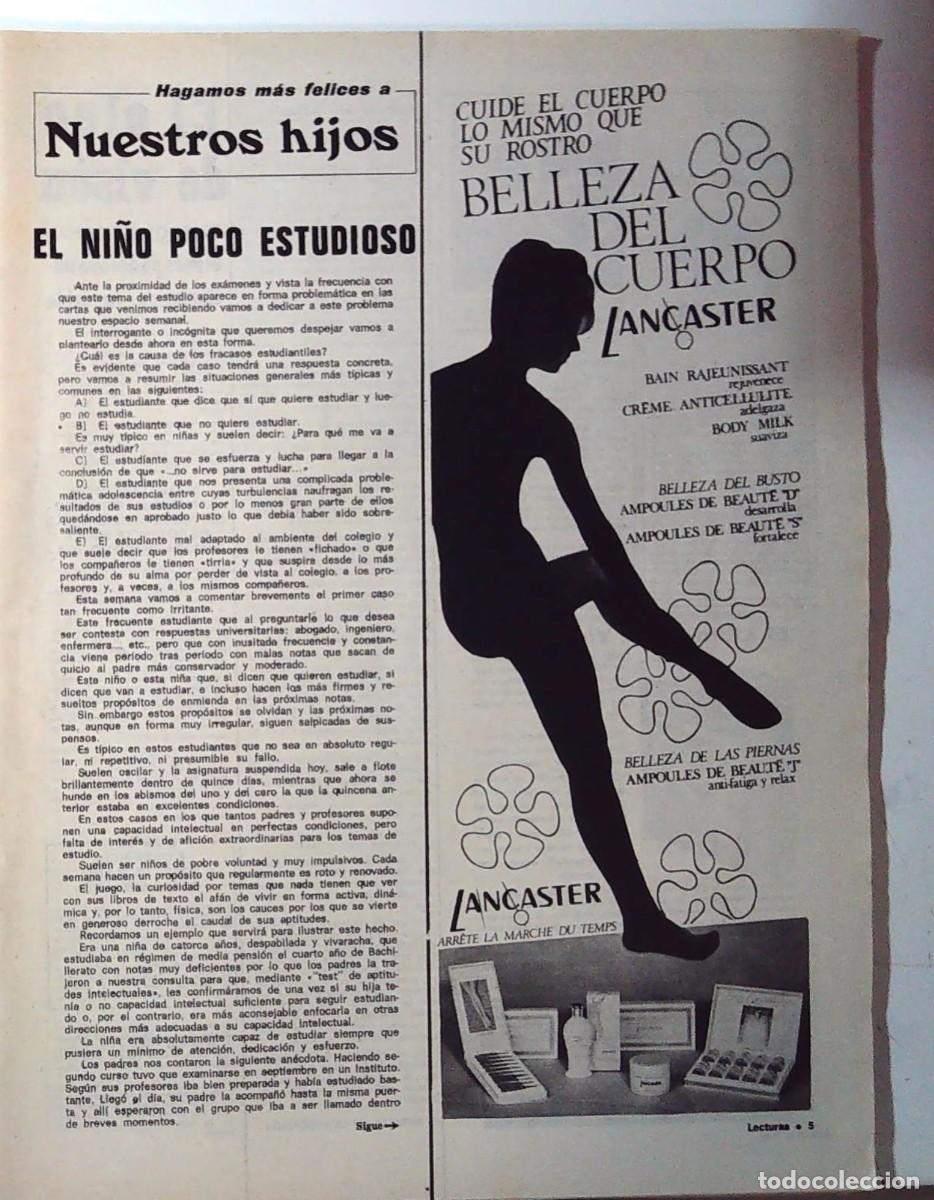 Hagamos más felices a
Nuestros hijos
EL NIÑO POCO ESTUDIOSO
Ante la proximidad de los exámenes y vista la frecuencia con
que este tema del estudio aparece en forma problemática en las
cartas que venimos recibiendo vamos a dedicar a este problema
nuestro espacio semanal.
El interrogante o incógnita que queremos despejar vamos a
plantearlo desde ahora en esta forma.
¿Cuál es la causa de los fracasos estudiantiles?
Es evidente que cada caso tendrá una respuesta concreta,
pero vamos a resumir las situaciones generales más típicas y
comunes en las siguientes:
A) El estudiante que dice que sí que quiere estudiar y lue-
go no estudia.
B) El estudiante que no quiere estudiar.
Es muy típico en niñas y suelen decir: ¿Para qué me va a
servir estudiar?
C) El estudiante que se esfuerza y lucha para llegar a la
conclusión de que «...no sirve para estudiar...»
D) El estudiante que nos presenta una complicada proble-
mática adolescencia entre cuyas turbulencias naufragan los re-
sultados de sus estudios o por lo menos gran parte de ellos
quedándose en aprobado justo lo que debía haber sido sobre-
saliente.
E) El estudiante mal adaptado al ambiente del colegio y
que suele decir que los profesores le tienen «fichado» o que
los compañeros le tienen «tirria» y que suspira desde lo más
profundo de su alma por perder de vista al colegio, a los pro-
fesores y, a veces, a los mismos compañeros.
Esta semana vamos a comentar brevemente el primer caso
tan frecuente como irritante.
Este frecuente estudiante que al preguntarle lo que desea
ser contesta con respuestas universitarias: abogado, ingeniero,
enfermera..., etc., pero que con inusitada frecuencia y constan-
cia viene período tras período con malas notas que sacan de
quicio al padre más conservador y moderado.
Este niño o esta niña que, si dicen que quieren estudiar, si
dicen que van a estudiar, e incluso hacen los más firmes y re-
sueltos propósitos de enmienda en las próximas notas.
Sin embargo estos propósitos se olvidan y las próximas no-
tas, aunque en forma muy irregular, siguen salpicadas de sus-
pensos.
Es típico en estos estudiantes que no sea en absoluto regu-
lar, ni repetitivo, ni presumible su fallo.
Suelen oscilar y la asignatura suspendida hoy, sale a flote
brillantemente dentro de quince días, mientras que ahora se
hunde en los abismos del uno y del cero la que la quincena an-
terior estaba en excelentes condiciones.
En estos casos en los que tantos padres y profesores supo-
nen una capacidad intelectual en perfectas condiciones, pero
falta de interés y de afición extraordinarias para los temas de
estudio.
Suelen ser niños de pobre voluntad y muy impulsivos. Cada
semana hacen un propósito que regularmente es roto y renovado.
El juego, la curiosidad por temas que nada tienen que ver
con sus libros de texto el afán de vivir en forma activa, diná-
mica y, por lo tanto, física, son los cauces por los que se vierte
en generoso derroche el caudal de sus aptitudes.
Recordamos un ejemplo que servirá para ilustrar este hecho.
Era una niña de catorce años, despabilada y vivaracha, que
estudiaba en régimen de media pensión el cuarto año de Bachi-
llerato con notas muy deficientes por lo que los padres la tra-
jeron a nuestra consulta para que, mediante «"test" de aptitu-
des intelectuales», les confirmáramos de una vez si su hija te-
nía o no capacidad intelectual suficiente para seguir estudian-
do o, por el contrario, era más aconsejable enfocarla en otras
direcciones más adecuadas a su capacidad intelectual.
La niña era absolutamente capaz de estudiar siempre que
pusiera un mínimo de atención, dedicación y esfuerzo.
Los padres nos contaron la siguiente anécdota. Haciendo se-
gundo curso tuvo que examinarse en septiembre en un Instituto.
Según sus profesores iba bien preparada y había estudiado bas-
tante. Llegó el día, su padre la acompañó hasta la misma puer-
ta y allí esperaron con el grupo que iba a ser llamado dentro
de breves momentos.
Sigue→
CUIDE EL CUERPO
LO MISMO QUE
SU ROSTRO
BELLEZA
DEL
CUERPO
LANCASTER
BAIN RAJEUNISSANT
rejuvenece
CRÈME ANTICELLULITE
adelgaza
BODY MILK
suaviza
BELLEZA DEL BUSTO
AMPOULES DE BEAUTÉ "D"
desarrolla
AMPOULES DE BEAUTÉ "S"
fortalece
BELLEZA DE LAS PIERNAS
AMPOULES DE BEAUTÉ "J"
anti-fatiga y relax
LANCASTER
ARRÊTE LA MARCHE DU TEMPS
Lecturas • 5
todocoleccion